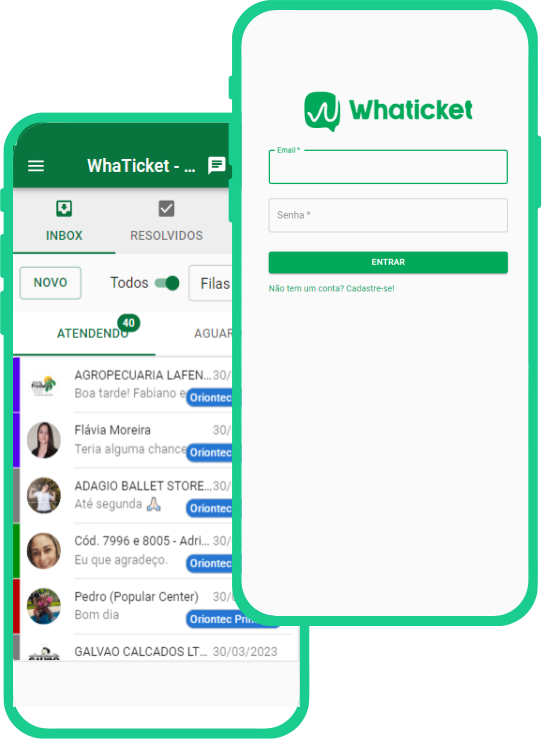 WhaTicket - ...
INBOX
RESOLVIDOS
NOVO
Todos
Filas
40
ATENDENDO
AGUAR
AGROPECUARIA LAFEN... 30/
Boa tarde! Fabiano e
Oriontec
Flávia Moreira 30/
Teria alguma chance
Oriontec
ADAGIO BALLET STORE... 30/
Até segunda 🙏🏻
Oriontec
Cód. 7996 e 8005 - Adri... 30/
Eu que agradeço.
Oriontec
Pedro (Popular Center) 30/
Bom dia
Oriontec
GALVAO CALCADOS LT... 30/03/2023
Whaticket
Email *
Senha *
ENTRAR
Não tem um conta? Cadastre-se!